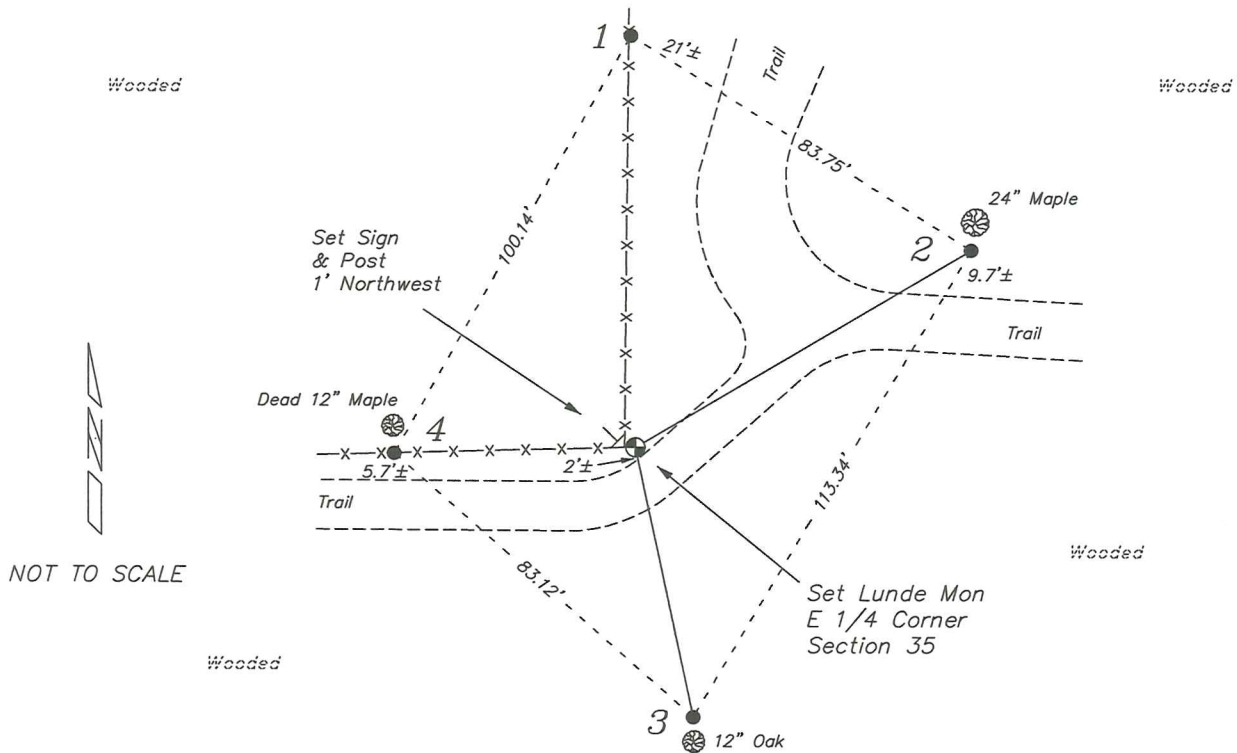 1
21'±
Trail
Wooded
Wooded
83.75'
24" Maple
100.14'
Set Sign
& Post
1' Northwest
2
9.7'±
Trail
Dead 12" Maple
4
5.7'±
2'±
Trail
113.34'
N
NOT TO SCALE
Wooded
83.12'
Set Lunde Mon
E 1/4 Corner
Section 35
Wooded
3
12" Oak